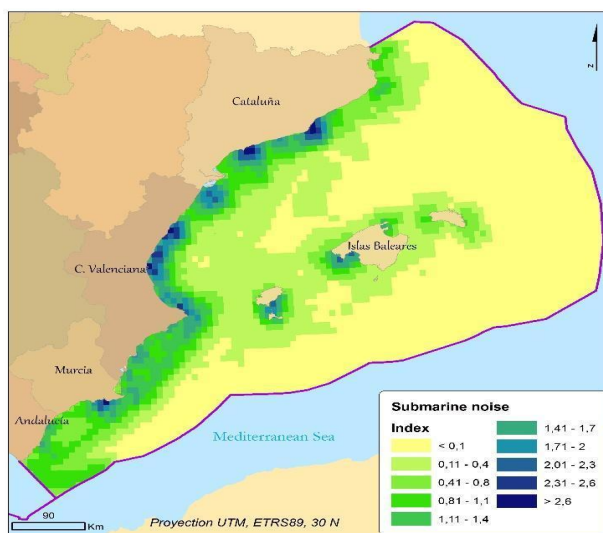 Cataluña
Islas Baleares
C. Valenciana
Murcia
Andalucia
Mediterranean Sea
90
Km
Proyection UTM, ETRS89, 30 N
Submarine noise
Index
< 0,1
0,11 - 0,4
0,41 - 0,8
0,81 - 1,1
1,11 - 1,4
1,41 - 1,7
1,71 - 2
2,01 - 2,3
2,31 - 2,6
> 2,6
N